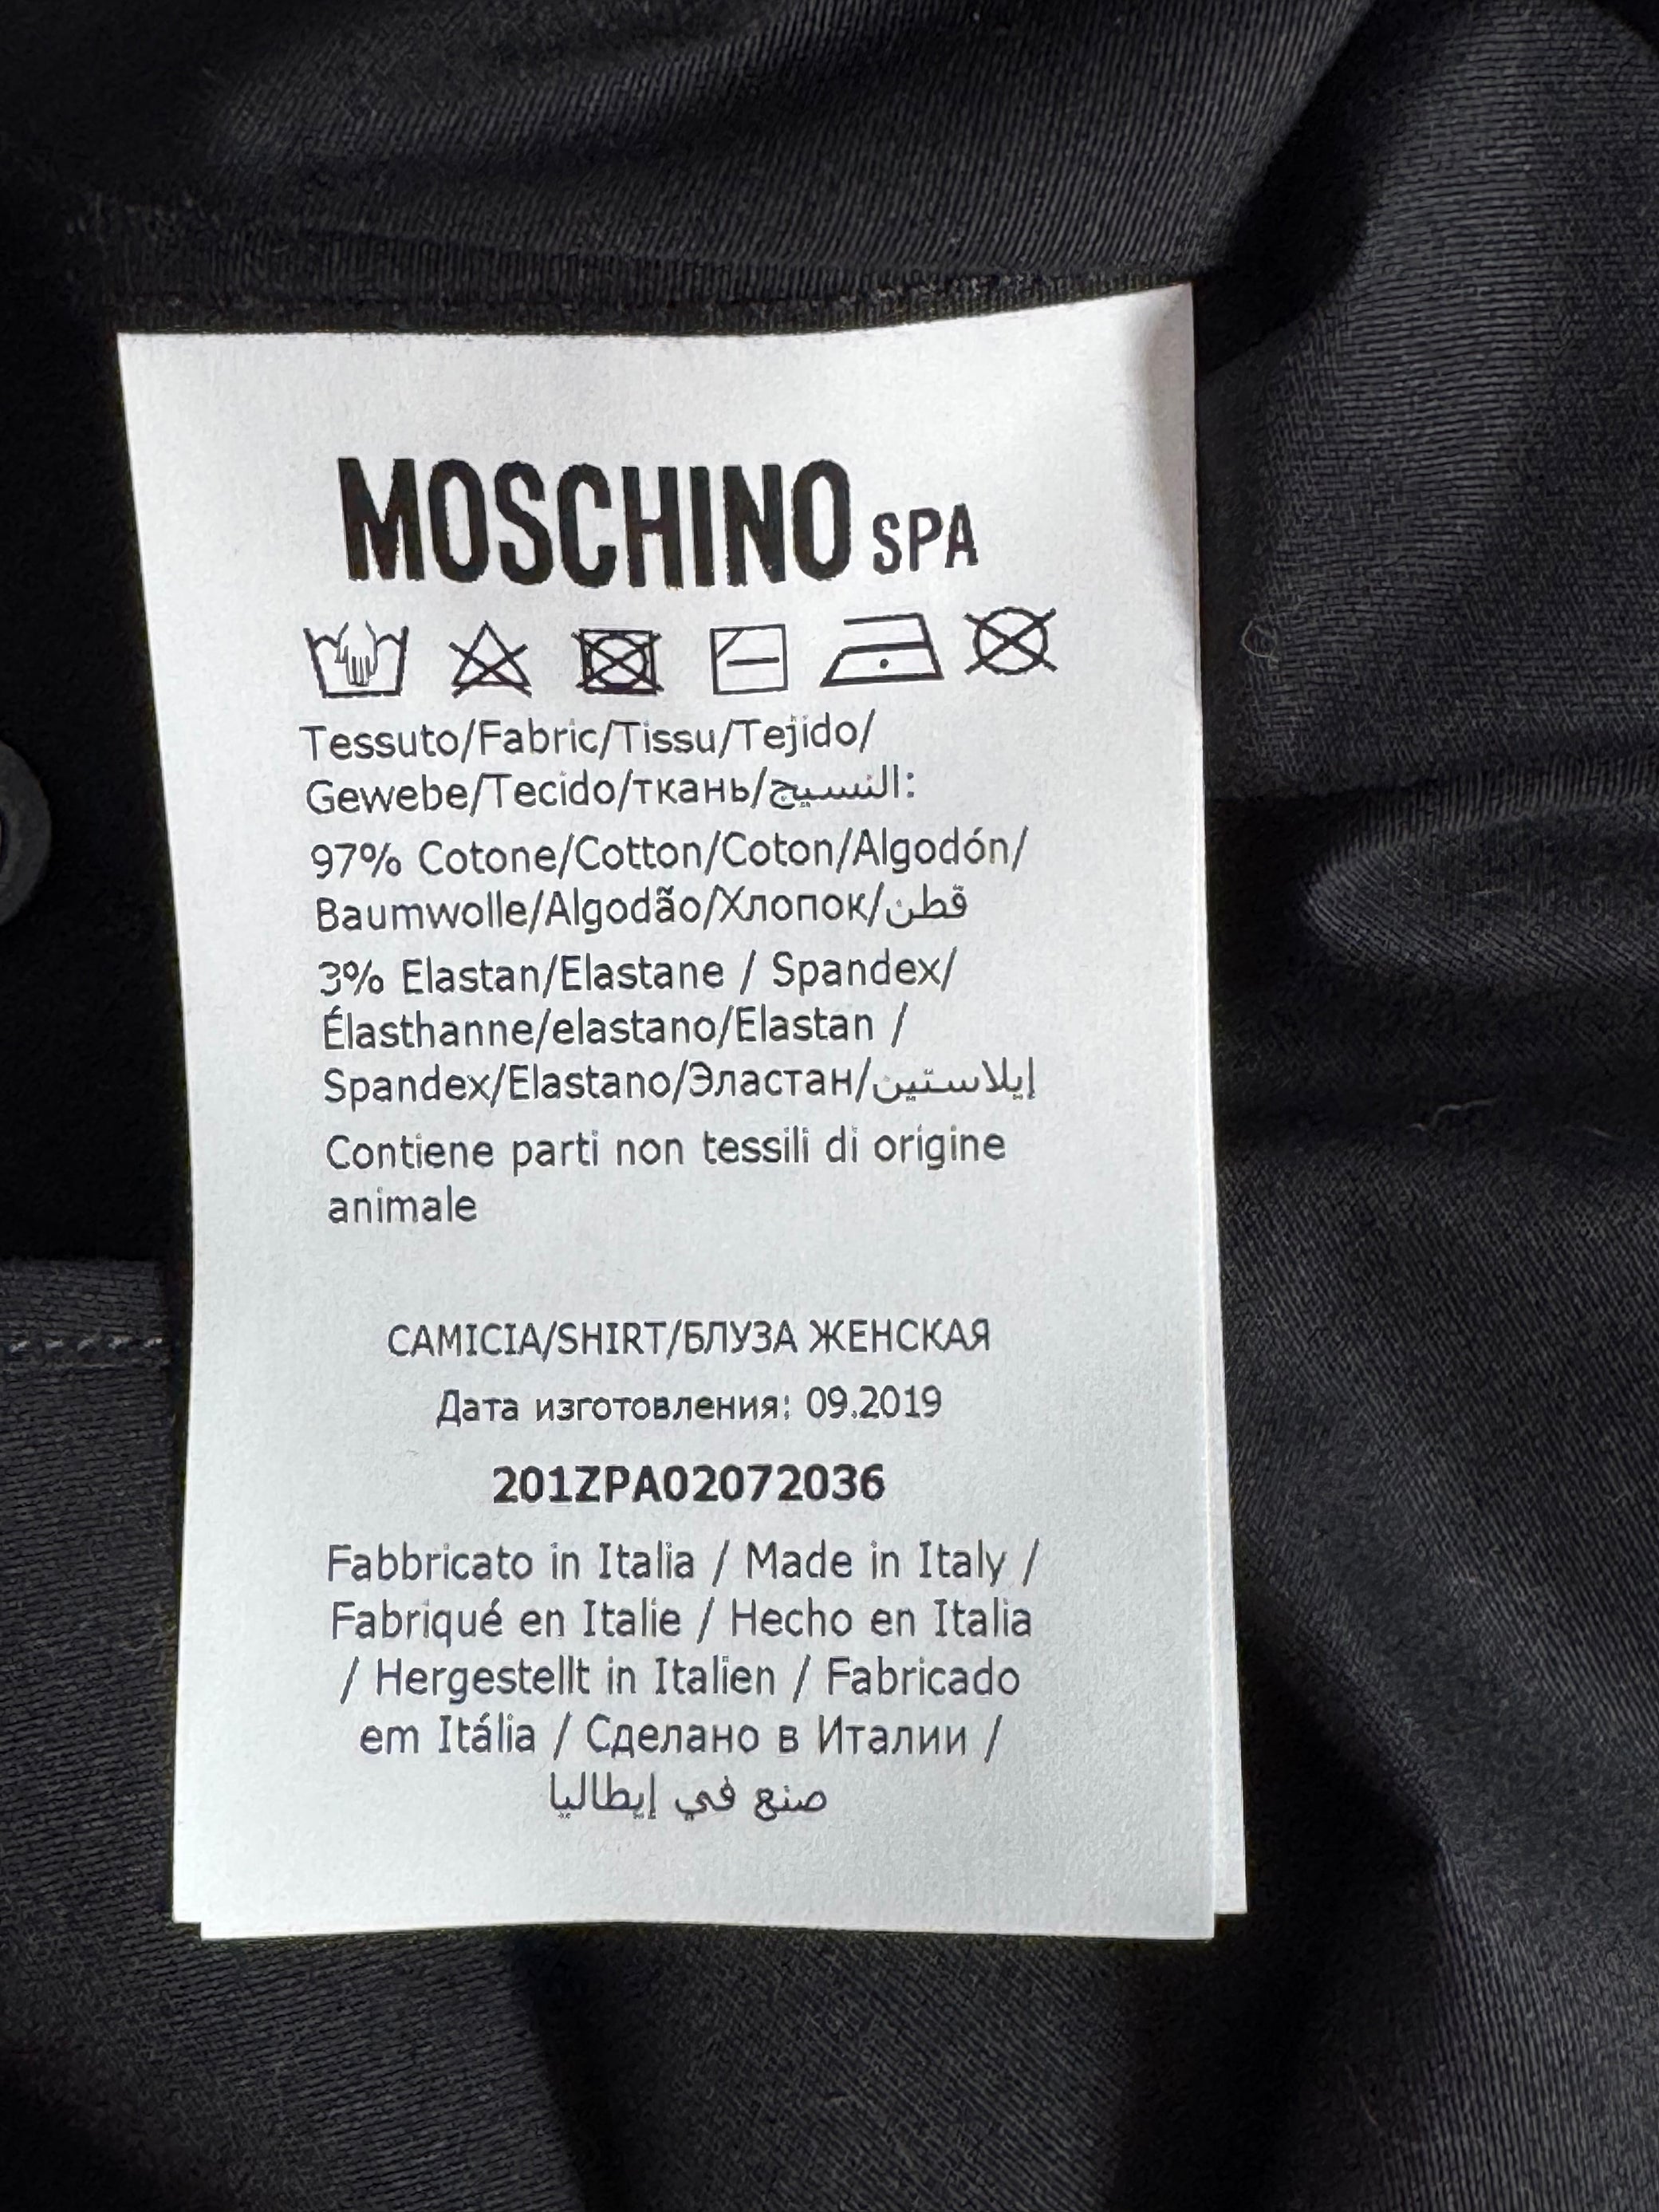 MOSCHINO SPA
Tessuto/Fabric/Tissu/Tejido/
Gewebe/Tecido/ткань/النسيج:
97% Cotone/Cotton/Coton/Algodón/
Baumwolle/Algodão/Хлопок/قطن
3% Elastan/Elastane / Spandex/
Élasthanne/elastano/Elastan /
Spandex/Elastano/Эластан/إيلاستين
Contiene parti non tessili di origine
animale
CAMICIA/SHIRT/БЛУЗА ЖЕНСКАЯ
Дата изготовления: 09.2019
201ZPA02072036
Fabbricato in Italia / Made in Italy /
Fabriqué en Italie / Hecho en Italia
/ Hergestellt in Italien / Fabricado
em Itália / Сделано в Италии /
صنع في إيطاليا